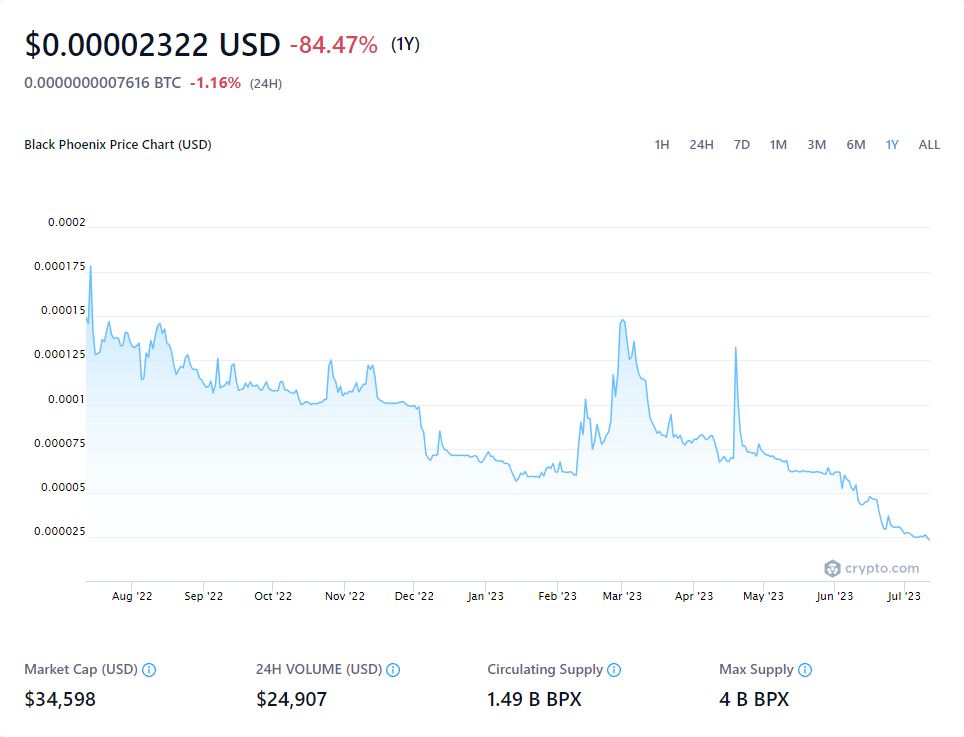 $0.00002322 USD -84.47% (1Y)
0.0000000007616 BTC -1.16% (24H)
Black Phoenix Price Chart (USD) 1H 24H 7D 1M 3M 6M 1Y ALL
0.0002
0.000175
0.00015
0.000125
0.0001
0.000075
0.00005
0.000025
crypto.com
Aug '22 Sep '22 Oct '22 Nov '22 Dec '22 Jan '23 Feb '23 Mar '23 Apr '23 May '23 Jun '23 Jul '23
Market Cap (USD) 24H VOLUME (USD) Circulating Supply Max Supply
$34,598 $24,907 1.49 B BPX 4 B BPX